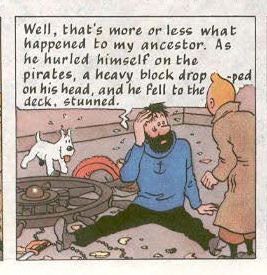 Well, that's more or less what
happened to my ancestor. As
he hurled himself on the
pirates, a heavy block drop-ped
on his head, and he fell to the
deck, stunned.